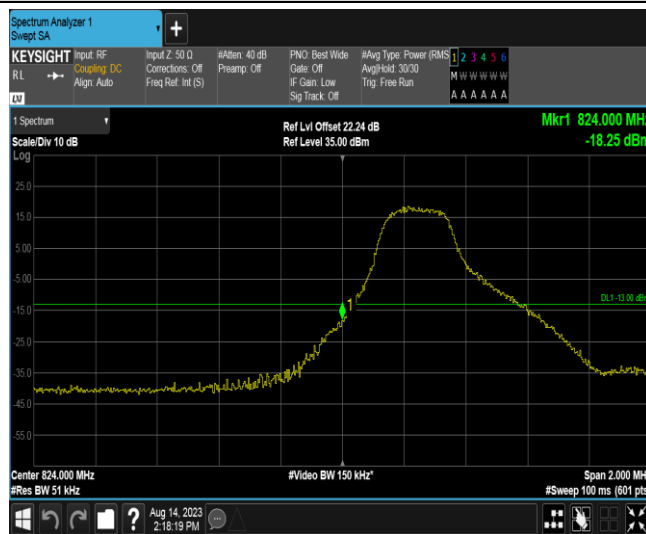 Spectrum Analyzer 1
Swept SA
+
KEYSIGHT Input: RF Input Z: 50 Ω #Atten: 40 dB PNO: Best Wide #Avg Type: Power (RMS 1 2 3 4 5 6
RL Coupling: DC Corrections: Off Preamp: Off Gate: Off Avg|Hold: 30/30 M W W W W W
Align: Auto Freq Ref: Int (S) IF Gain: Low Trig: Free Run
LXI Sig Track: Off A A A A A A
1 Spectrum Ref Lvl Offset 22.24 dB Mkr1 824.000 MHz
Scale/Div 10 dB Ref Level 35.00 dBm -18.25 dBm
Log
25.0
15.0
5.00
-5.00
DL1 -13.00 dBm
1
-15.0
-25.0
-35.0
-45.0
-55.0
Center 824.000 MHz #Video BW 150 kHz* Span 2.000 MHz
#Res BW 51 kHz #Sweep 100 ms (601 pts
? Aug 14, 2023
2:18:19 PM